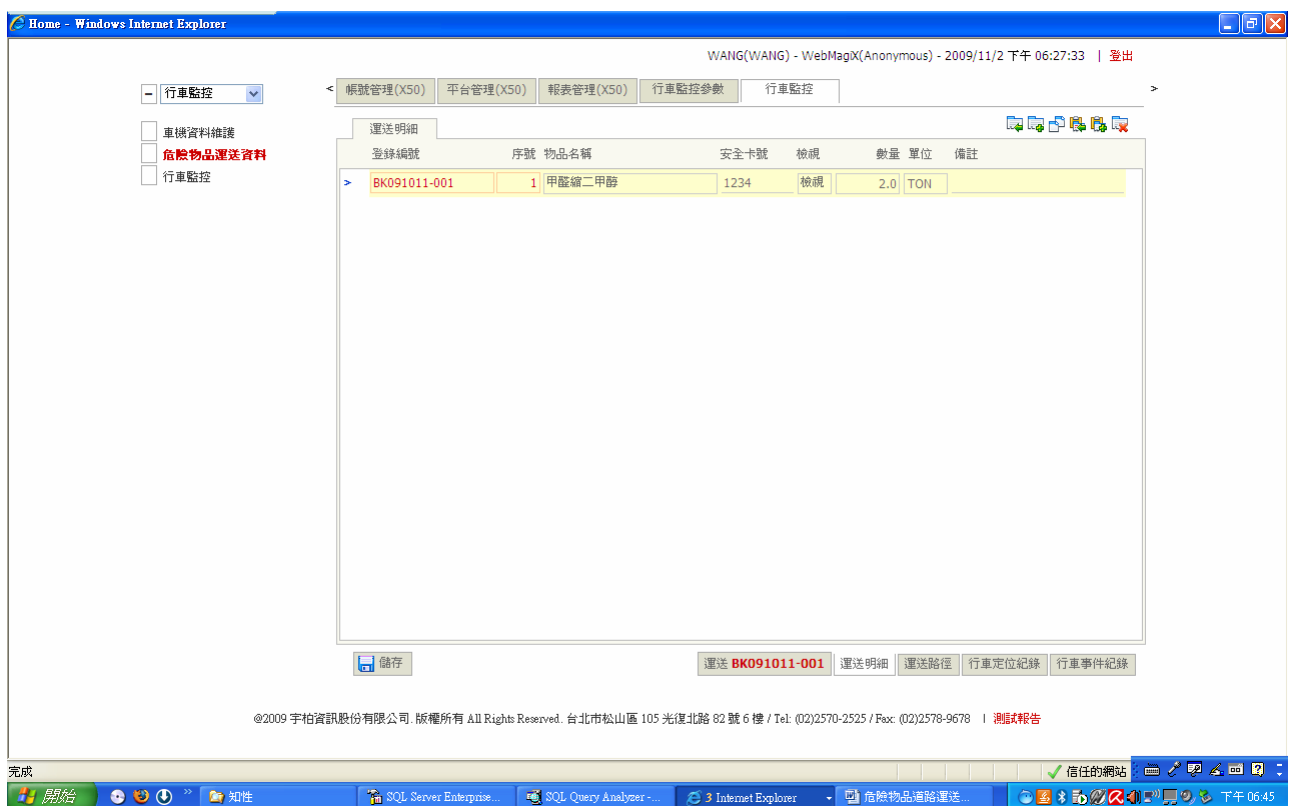 Home - Windows Internet Explorer
WANG(WANG) - WebMagiX(Anonymous) - 2009/11/2 下午 06:27:33 | 登出
− 行車監控
< 帳號管理(X50) 平台管理(X50) 報表管理(X50) 行車監控參數 行車監控 >
車機資料維護
危險物品運送資料
行車監控
運送明細
登錄編號 序號 物品名稱 安全卡號 檢視 數量 單位 備註
> BK091011-001 1 甲醛縮二甲醇 1234 檢視 2.0 TON
儲存 運送 BK091011-001 運送明細 運送路徑 行車定位紀錄 行車事件紀錄
@2009 宇柏資訊股份有限公司. 版權所有 All Rights Reserved. 台北市松山區 105 光復北路 82 號 6 樓 / Tel: (02)2570-2525 / Fax: (02)2578-9678 | 測試報告
完成 信任的網站
開始 » 知性 SQL Server Enterprise... SQL Query Analyzer -... 3 Internet Explorer 危險物品道路運送... 下午 06:45